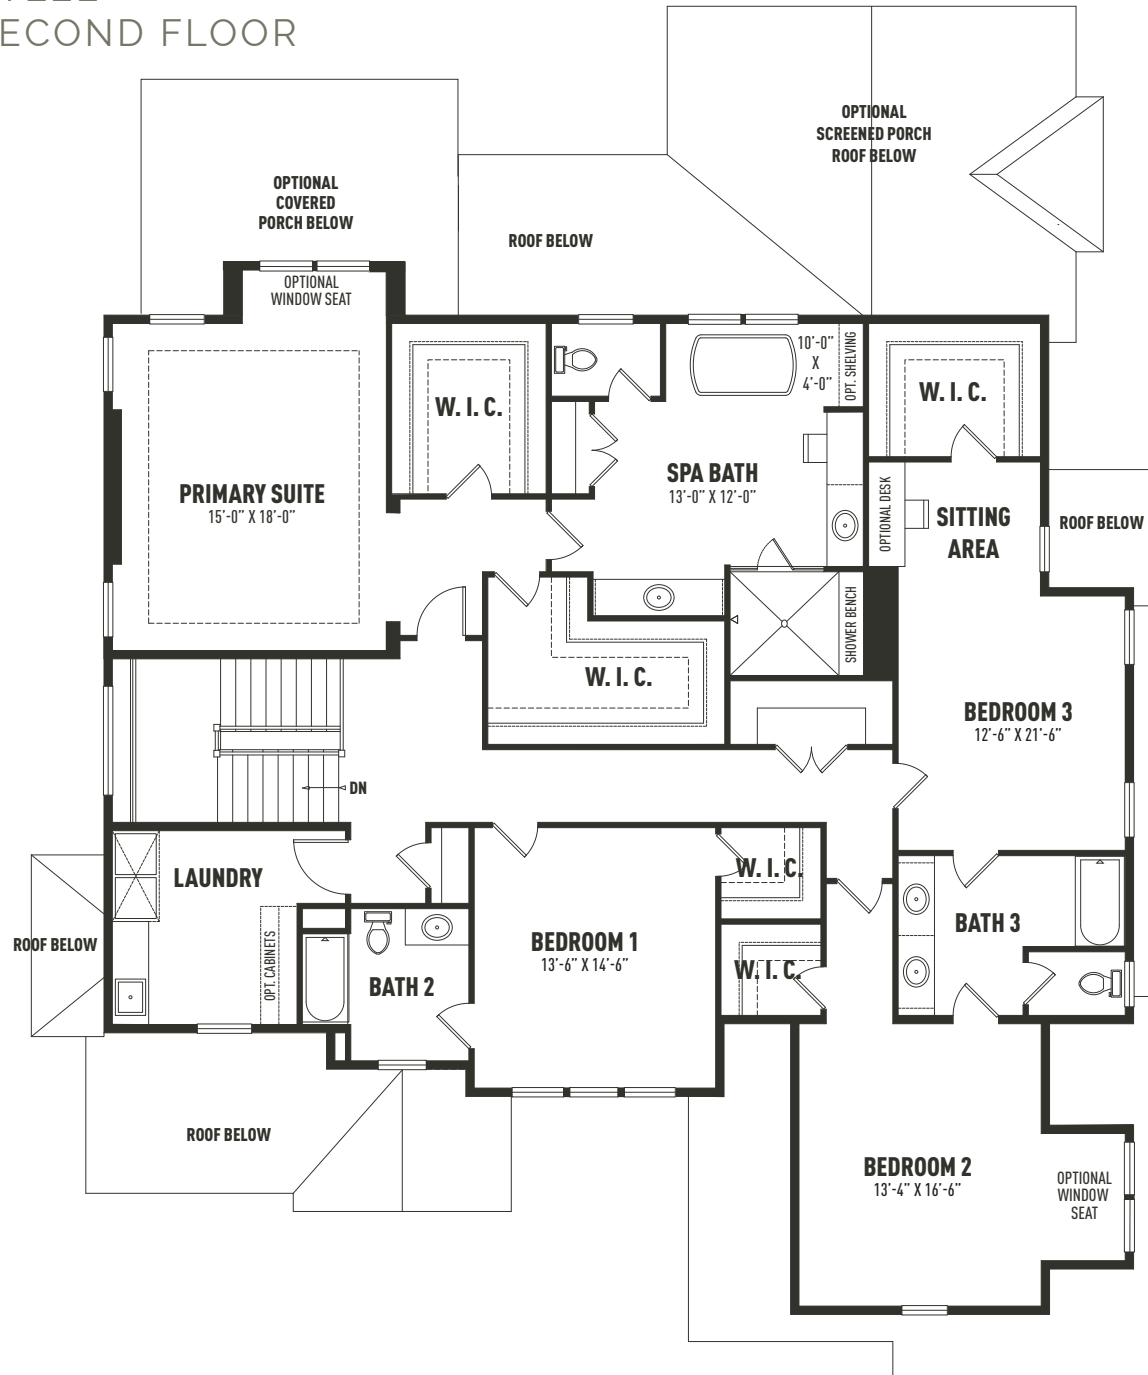 SECOND FLOOR
OPTIONAL
SCREENED PORCH
ROOF BELOW
OPTIONAL
COVERED
PORCH BELOW
ROOF BELOW
OPTIONAL
WINDOW SEAT
10'-0"
X
4'-0"
OPT. SHELVING
W. I. C.
W. I. C.
PRIMARY SUITE
15'-0" X 18'-0"
SPA BATH
13'-0" X 12'-0"
OPTIONAL DESK
SITTING
AREA
ROOF BELOW
SHOWER BENCH
W. I. C.
BEDROOM 3
12'-6" X 21'-6"
DN
LAUNDRY
W. I. C.
ROOF BELOW
OPT. CABINETS
BATH 2
BEDROOM 1
13'-6" X 14'-6"
W. I. C.
BATH 3
ROOF BELOW
BEDROOM 2
13'-4" X 16'-6"
OPTIONAL
WINDOW
SEAT